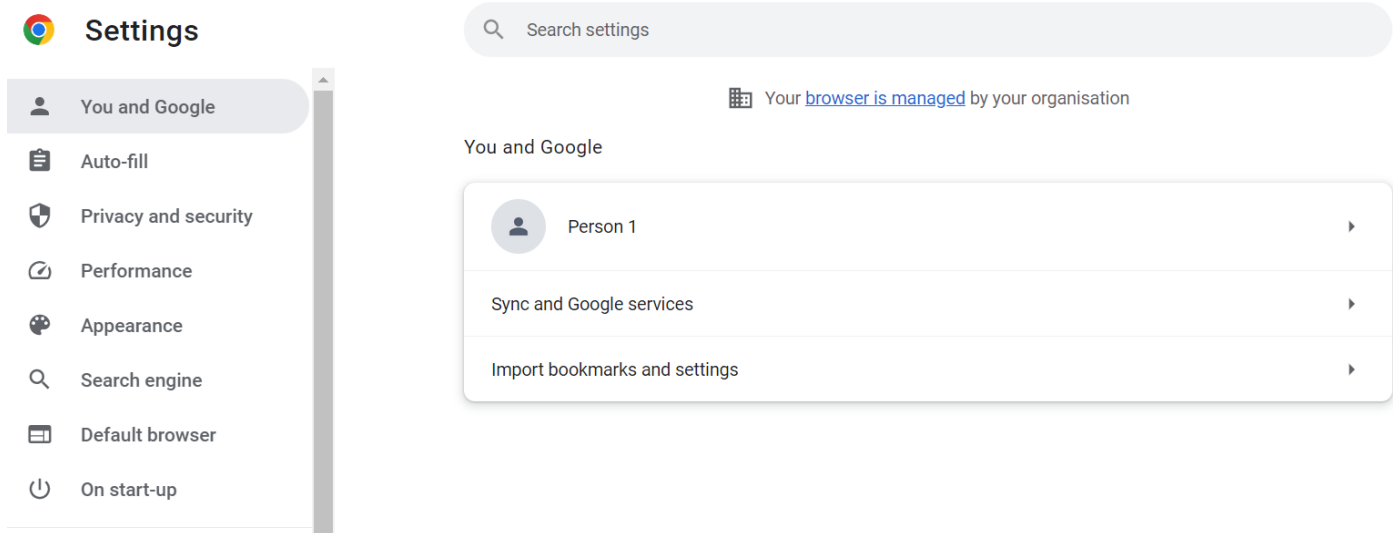 Settings
Search settings
You and Google
Auto-fill
Privacy and security
Performance
Appearance
Search engine
Default browser
On start-up
Your browser is managed by your organisation
You and Google
Person 1
Sync and Google services
Import bookmarks and settings